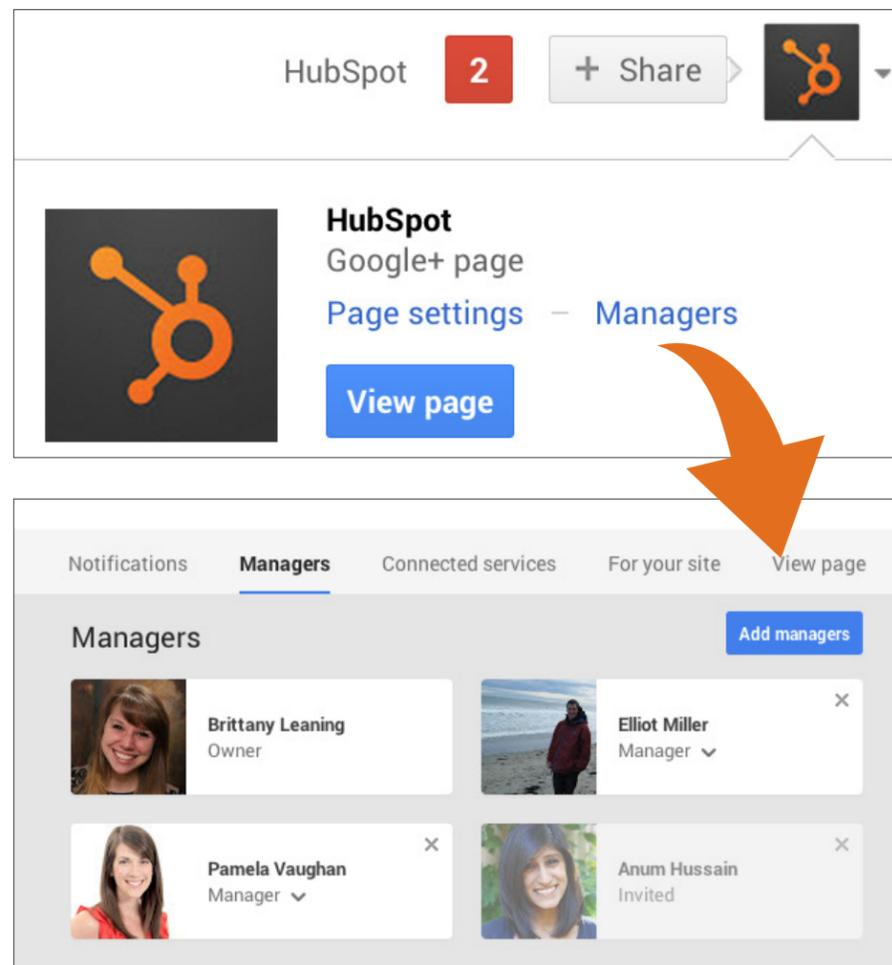 HubSpot 2 + Share
HubSpot
Google+ page
Page settings – Managers
View page
Notifications Managers Connected services For your site View page
Managers Add managers
Brittany Leaning
Owner
Elliot Miller
Manager
Pamela Vaughan
Manager
Anum Hussain
Invited